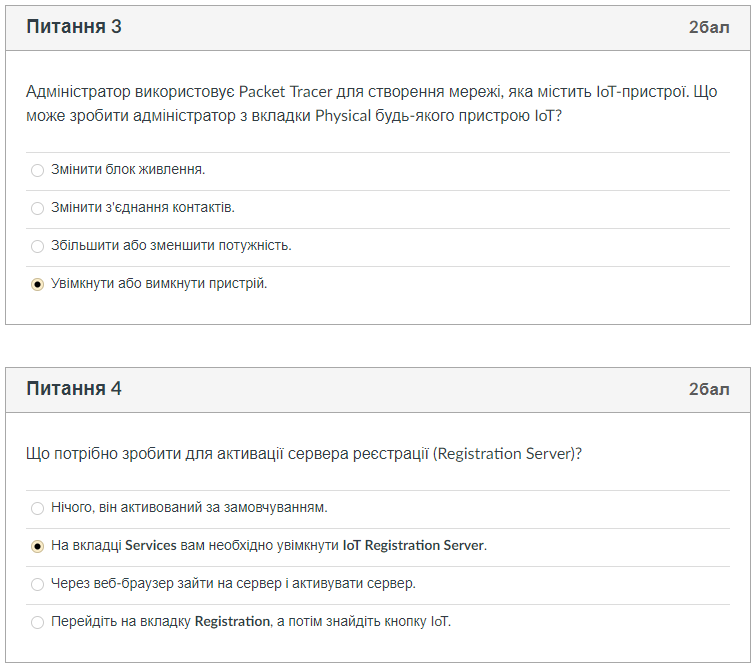 Питання 3
2бал
Адміністратор використовує Packet Tracer для створення мережі, яка містить IoT-пристрої. Що
може зробити адміністратор з вкладки Physical будь-якого пристрою IoT?
Змінити блок живлення.
Змінити з'єднання контактів.
Збільшити або зменшити потужність.
Увімкнути або вимкнути пристрій.
Питання 4
2бал
Що потрібно зробити для активації сервера реєстрації (Registration Server)?
Нічого, він активований за замовчуванням.
На вкладці Services вам необхідно увімкнути IoT Registration Server.
Через веб-браузер зайти на сервер і активувати сервер.
Перейдіть на вкладку Registration, а потім знайдіть кнопку IoT.